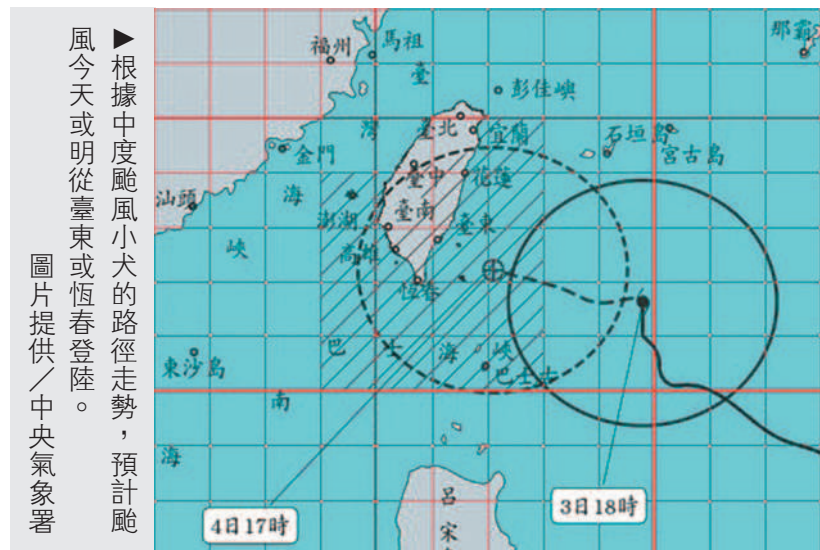 ▶根據中度颱風小犬的路徑走勢，預計颱
風今天或明從臺東或恆春登陸。
圖片提供／中央氣象署
福州
馬祖
那霸
臺
彭佳嶼
灣
臺北
宜蘭
石垣島
宮古島
金門
臺中
花蓮
汕頭
海
澎湖
臺南
臺東
峽
高雄
恆春
巴
士
海
峽
巴士士
東沙島
南
海
呂
宋
4日17時
3日18時